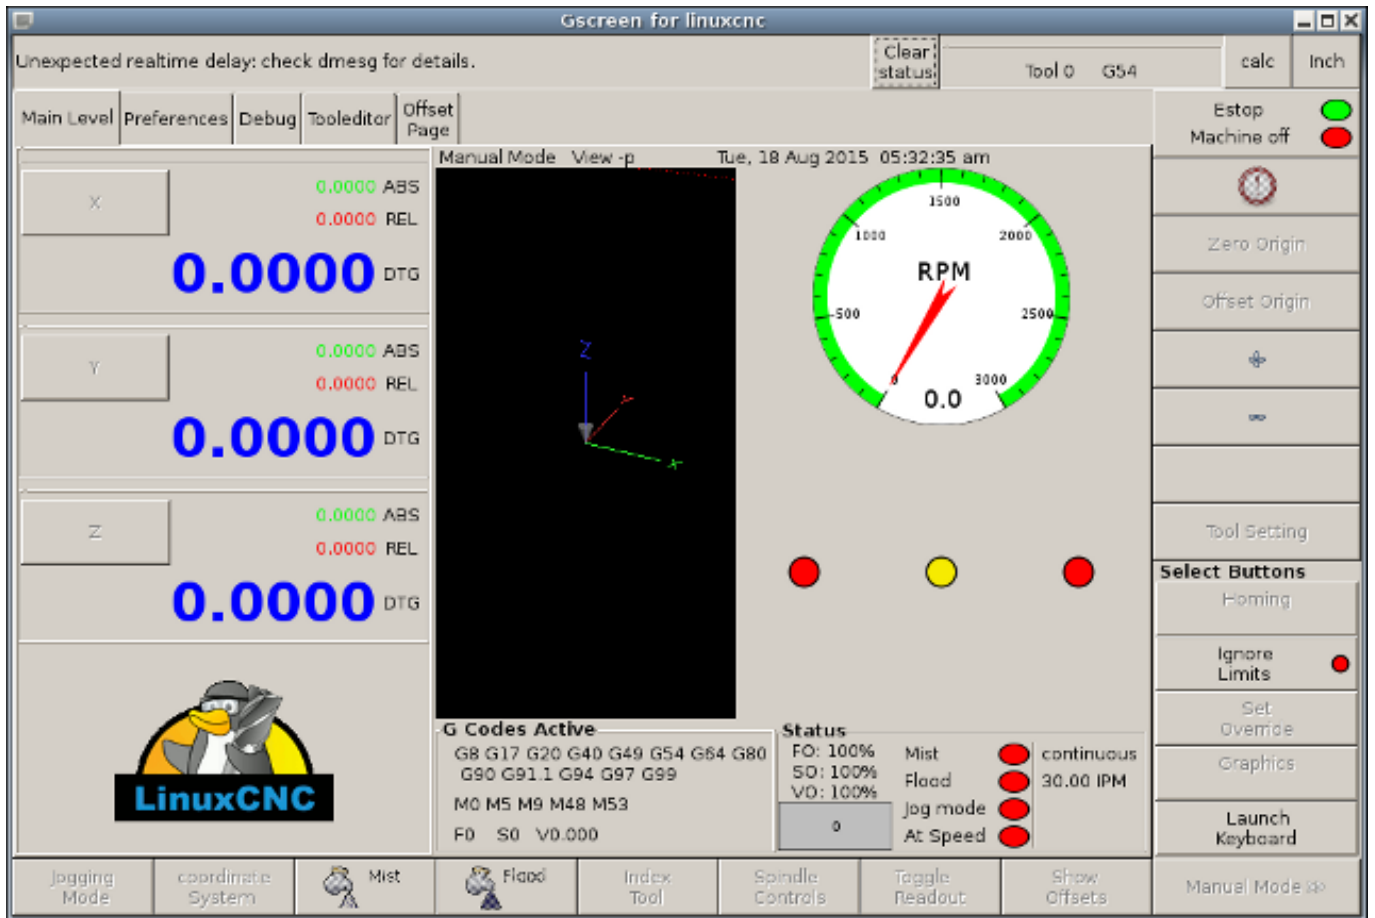 Gscreen for linuxcnc
Unexpected realtime delay: check dmesg for details.
Clear
status
Tool 0 G54
calc
Inch
Main Level
Preferences
Debug
Tooleditor
Offset
Page
Estop
Machine off
Manual Mode View -p Tue, 18 Aug 2015 05:32:35 am
X
0.0000 ABS
0.0000 REL
0.0000 DTG
Y
0.0000 ABS
0.0000 REL
0.0000 DTG
Z
0.0000 ABS
0.0000 REL
0.0000 DTG
LinuxCNC
Z
Y
X
1500
1000
2000
RPM
500
2500
0
3000
0.0
G Codes Active
G8 G17 G20 G40 G49 G54 G64 G80
G90 G91.1 G94 G97 G99
M0 M5 M9 M48 M53
F0 S0 V0.000
Status
FO: 100%
SO: 100%
VO: 100%
0
Mist
Flood
Jog mode
At Speed
continuous
30.00 IPM
Zero Origin
Offset Origin
Tool Setting
Select Buttons
Homing
Ignore
Limits
Set
Override
Graphics
Launch
Keyboard
Jogging
Mode
coordinate
System
Mist
Flood
Index
Tool
Spindle
Controls
Toggle
Readout
Show
Offsets
Manual Mode >>